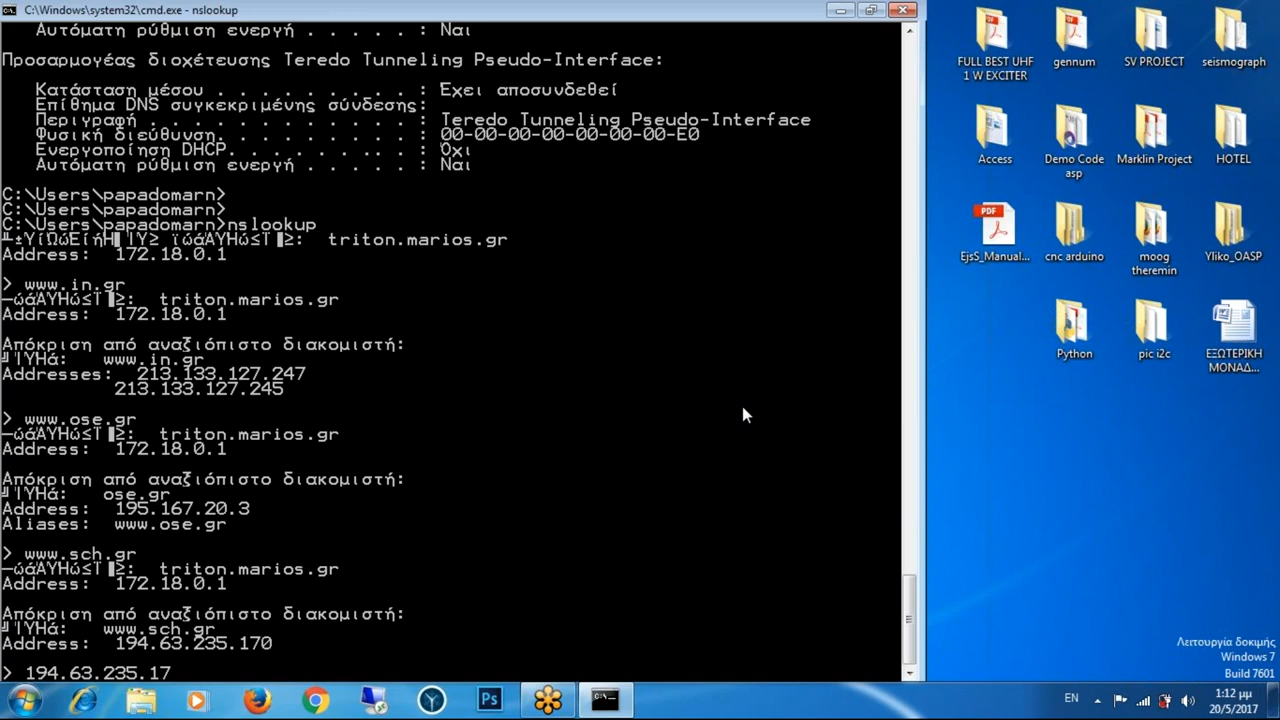 C:\Windows\system32\cmd.exe - nslookup
Αυτόματη ρύθμιση ενεργή . . . . . : Ναι
Προσαρμογέας διοχέτευσης Teredo Tunneling Pseudo-Interface:
Κατάσταση μέσου . . . . . . . . . : Έχει αποσυνδεθεί
Επίθημα DNS συγκεκριμένης σύνδεσης:
Περιγραφή . . . . . . . . . . . . : Teredo Tunneling Pseudo-Interface
Φυσική διεύθυνση. . . . . . . . . : 00-00-00-00-00-00-00-E0
Ενεργοποίηση DHCP. . . . . . . . . : Όχι
Αυτόματη ρύθμιση ενεργή . . . . . : Ναι
C:\Users\papadomarn>
C:\Users\papadomarn>
C:\Users\papadomarn>nslookup
triton.marios.gr
Address: 172.18.0.1
> www.in.gr
triton.marios.gr
Address: 172.18.0.1
Απόκριση από αναξιόπιστο διακομιστή:
www.in.gr
Addresses: 213.133.127.247
213.133.127.245
> www.ose.gr
triton.marios.gr
Address: 172.18.0.1
Απόκριση από αναξιόπιστο διακομιστή:
ose.gr
Address: 195.167.20.3
Aliases: www.ose.gr
> www.sch.gr
triton.marios.gr
Address: 172.18.0.1
Απόκριση από αναξιόπιστο διακομιστή:
www.sch.gr
Address: 194.63.235.170
> 194.63.235.17
FULL BEST UHF
1 W EXCITER
gennum
SV PROJECT
seismograph
Access
Demo Code
asp
Marklin Project
HOTEL
PDF
EjsS_Manual...
cnc arduino
moog
theremin
Yliko_OASP
Python
pic i2c
ΕΞΩΤΕΡΙΚΗ
ΜΟΝΑΔ...
Λειτουργία δοκιμής
Windows 7
Build 7601
Ps
C:\
EN
1:12 μμ
20/5/2017